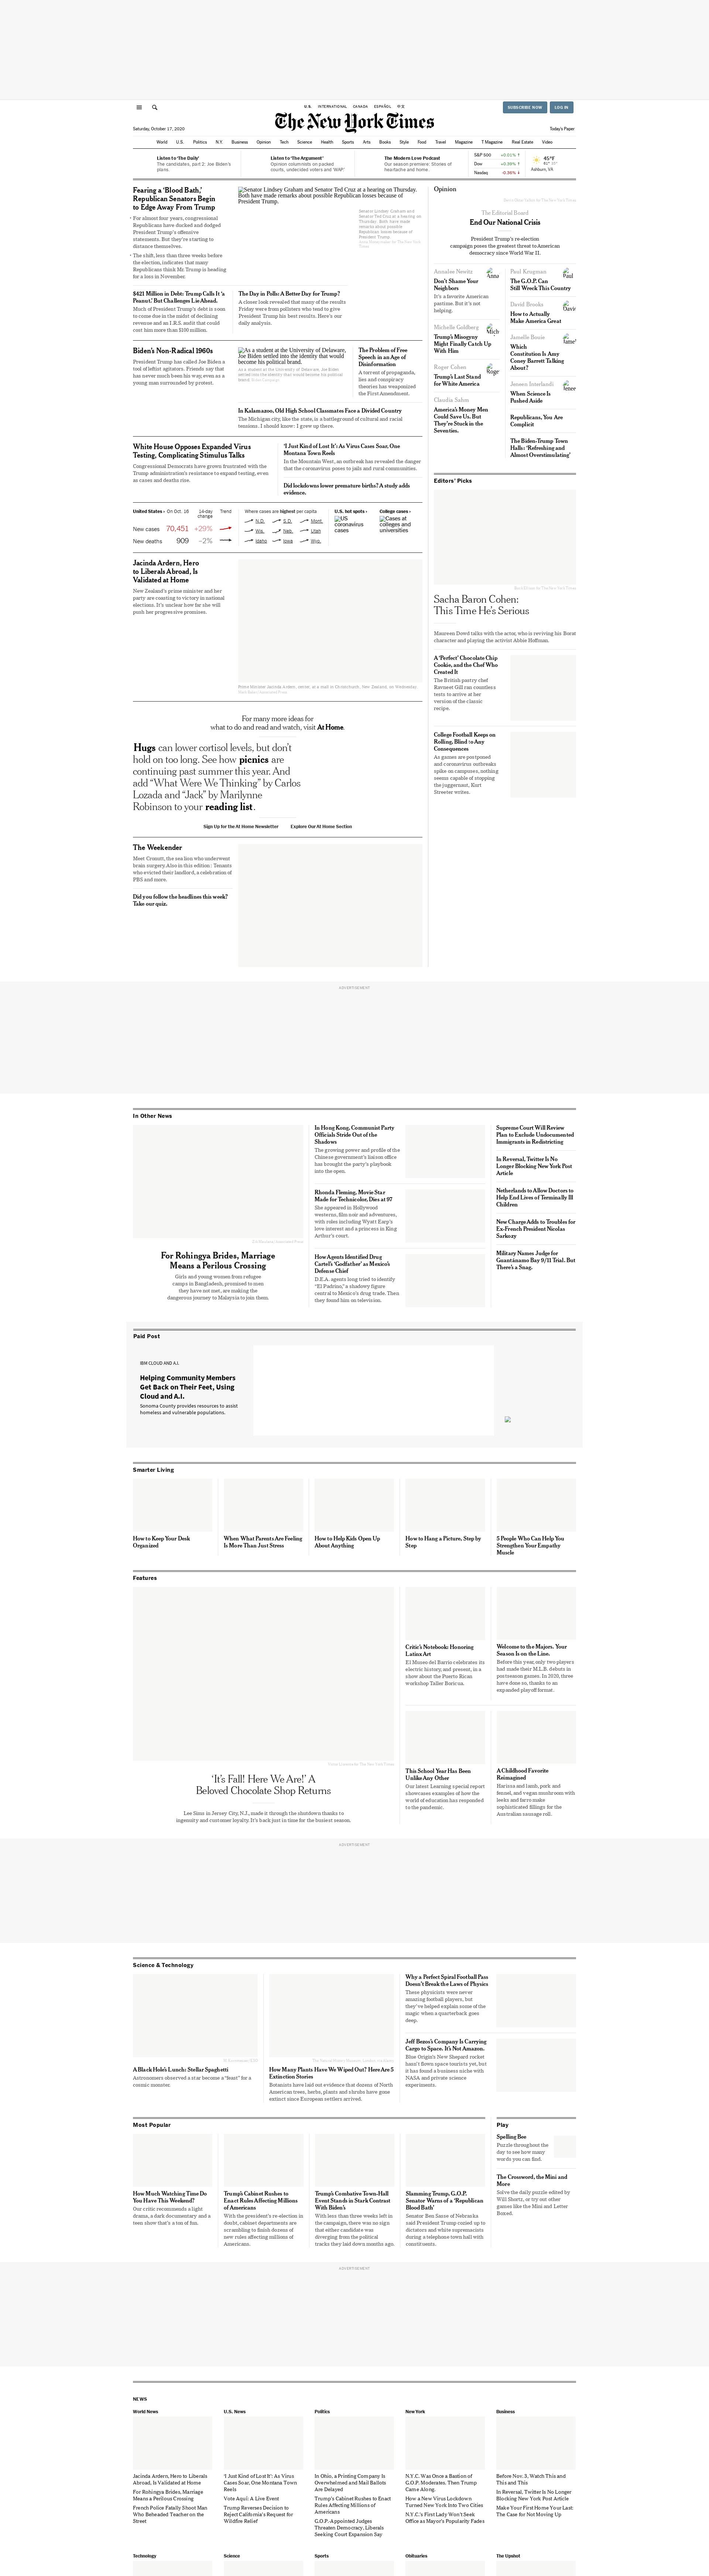 U.S. INTERNATIONAL CANADA ESPAÑOL 中文
SUBSCRIBE NOW LOG IN
The New York Times
Saturday, October 17, 2020
Today's Paper
World U.S. Politics N.Y. Business Opinion Tech Science Health Sports Arts Books Style Food Travel Magazine T Magazine Real Estate Video
Listen to 'The Daily'
The candidates, part 2: Joe Biden's
plans.
Listen to 'The Argument'
Opinion columnists on packed
courts, undecided voters and 'WAP'
The Modern Love Podcast
Our season premiere: Stories of
heartache and home.
S&P 500 +0.01% ↑
Dow +0.39% ↑
Nasdaq -0.36% ↓
45°F
Ashburn, VA
Fearing a 'Blood Bath,'
Republican Senators Begin
to Edge Away From Trump
• For almost four years, congressional
Republicans have ducked and dodged
President Trump's offensive
statements. But they're starting to
distance themselves.
• The shift, less than three weeks before
the election, indicates that many
Republicans think Mr. Trump is heading
for a loss in November.
Senator Lindsey Graham and Senator Ted Cruz at a hearing on Thursday.
Both have made remarks about possible Republican losses because of
President Trump.
Senator Lindsey Graham and
Senator Ted Cruz at a hearing on
Thursday. Both have made
remarks about possible
Republican losses because of
President Trump.
$421 Million in Debt: Trump Calls It 'a
Peanut,' But Challenges Lie Ahead.
Much of President Trump's debt is soon
to come due in the midst of declining
revenue and an I.R.S. audit that could
cost him more than $100 million.
The Day in Polls: A Better Day for Trump?
A closer look revealed that many of the results
Friday were from pollsters who tend to give
President Trump his best results. Here's our
daily analysis.
Biden's Non-Radical 1960s
President Trump has called Joe Biden a
tool of leftist agitators. Friends say that
has never much been his way, even as a
young man surrounded by protest.
As a student at the University of Delaware,
Joe Biden settled into the identity that would
become his political brand.
As a student at the University of Delaware, Joe Biden
settled into the identity that would become his political
brand.
The Problem of Free
Speech in an Age of
Disinformation
A torrent of propaganda,
lies and conspiracy
theories has weaponized
the First Amendment.
In Kalamazoo, Old High School Classmates Face a Divided Country
The Michigan city, like the state, is a battleground of cultural and racial
tensions. I should know: I grew up there.
White House Opposes Expanded Virus
Testing, Complicating Stimulus Talks
Congressional Democrats have grown frustrated with the
Trump administration's resistance to expand testing, even
as cases and deaths rise.
'I Just Kind of Lost It': As Virus Cases Soar, One
Montana Town Reels
In the Mountain West, an outbreak has revealed the danger
that the coronavirus poses to jails and rural communities.
Did lockdowns lower premature births? A study adds
evidence.
United States › On Oct. 16 14-day
change Trend
New cases 70,451 +29%
New deaths 909 –2%
Where cases are highest per capita
N.D. S.D. Mont.
Wis. Neb. Utah
Idaho Iowa Wyo.
U.S. hot spots ›
US
coronavirus
cases
College cases ›
Cases at
colleges and
universities
Jacinda Ardern, Hero
to Liberals Abroad, Is
Validated at Home
New Zealand's prime minister and her
party are coasting to victory in national
elections. It's unclear how far she will
push her progressive promises.
Prime Minister Jacinda Ardern, center, at a mall in Christchurch, New Zealand, on Wednesday.
For many more ideas for
what to do and read and watch, visit At Home.
Hugs can lower cortisol levels, but don't
hold on too long. See how picnics are
continuing past summer this year. And
add "What Were We Thinking" by Carlos
Lozada and "Jack" by Marilynne
Robinson to your reading list.
Sign Up for the At Home Newsletter Explore Our At Home Section
The Weekender
Meet Crouett, the sea lion who underwent
brain surgery. Also in this edition: Tenants
who evicted their landlord, a celebration of
PBS and more.
Did you follow the headlines this week?
Take our quiz.
Opinion
The Editorial Board
End Our National Crisis
President Trump's re-election
campaign poses the greatest threat to American
democracy since World War II.
Annalee Newitz
Don't Shame Your
Neighbors
It's a favorite American
pastime. But it's not
helping.
Michelle Goldberg
Trump's Misogyny
Might Finally Catch Up
With Him
Roger Cohen
Trump's Last Stand
for White America
Claudia Sahm
America's Money Men
Could Save Us. But
They're Stuck in the
Seventies.
Paul Krugman
The G.O.P. Can
Still Wreck This Country
David Brooks
How to Actually
Make America Great
Jamelle Bouie
Which
Constitution Is Amy
Coney Barrett Talking
About?
Jeneen Interlandi
When Science Is
Pushed Aside
Republicans, You Are
Complicit
The Biden-Trump Town
Halls: 'Refreshing and
Almost Overstimulating'
Editors' Picks
Sacha Baron Cohen:
This Time He's Serious
Maureen Dowd talks with the actor, who is reviving his Borat
character and playing the activist Abbie Hoffman.
A 'Perfect' Chocolate Chip
Cookie, and the Chef Who
Created It
The British pastry chef
Ravneet Gill ran countless
tests to arrive at her
version of the classic
recipe.
College Football Keeps on
Rolling, Blind to Any
Consequences
As games are postponed
and coronavirus outbreaks
spike on campuses, nothing
seems capable of stopping
the juggernaut, Kurt
Streeter writes.
ADVERTISEMENT
In Other News
For Rohingya Brides, Marriage
Means a Perilous Crossing
Girls and young women from refugee
camps in Bangladesh, promised to men
they have not met, are making the
dangerous journey to Malaysia to join them.
In Hong Kong, Communist Party
Officials Stride Out of the
Shadows
The growing power and profile of the
Chinese government's liaison office
has brought the party's playbook
into the open.
Rhonda Fleming, Movie Star
Made for Technicolor, Dies at 97
She appeared in Hollywood
westerns, film noir and adventures,
with roles including Wyatt Earp's
love interest and a princess in King
Arthur's court.
How Agents Identified Drug
Cartel's 'Godfather' as Mexico's
Defense Chief
D.E.A. agents long tried to identify
"El Padrino," a shadowy figure
central to Mexico's drug trade. Then
they found him on television.
Supreme Court Will Review
Plan to Exclude Undocumented
Immigrants in Redistricting
In Reversal, Twitter Is No
Longer Blocking New York Post
Article
Netherlands to Allow Doctors to
Help End Lives of Terminally Ill
Children
New Charge Adds to Troubles for
Ex-French President Nicolas
Sarkozy
Military Names Judge for
Guantánamo Bay 9/11 Trial. But
There's a Snag.
Paid Post
IBM CLOUD AND A.I.
Helping Community Members
Get Back on Their Feet, Using
Cloud and A.I.
Sonoma County provides resources to assist
homeless and vulnerable populations.
Smarter Living
How to Keep Your Desk
Organized
When What Parents Are Feeling
Is More Than Just Stress
How to Help Kids Open Up
About Anything
How to Hang a Picture, Step by
Step
5 People Who Can Help You
Strengthen Your Empathy
Muscle
Features
'It's Fall! Here We Are!' A
Beloved Chocolate Shop Returns
Lee Sims in Jersey City, N.J., made it through the shutdown thanks to
ingenuity and customer loyalty. It's back just in time for the busiest season.
Critic's Notebook: Honoring
Latinx Art
El Museo del Barrio celebrates its
electric history, and present, in a
show about the Puerto Rican
workshop Taller Boricua.
Welcome to the Majors. Your
Season Is on the Line.
Before this year, only two players
had made their M.L.B. debuts in
postseason games. In 2020, three
have done so, thanks to an
expanded playoff format.
This School Year Has Been
Unlike Any Other
Our latest Learning special report
showcases examples of how the
world of education has responded
to the pandemic.
A Childhood Favorite
Reimagined
Harissa and lamb, pork and
fennel, and vegan mushroom with
leeks and farro make
sophisticated fillings for the
Australian sausage roll.
ADVERTISEMENT
Science & Technology
A Black Hole's Lunch: Stellar Spaghetti
Astronomers observed a star become a "feast" for a
cosmic monster.
How Many Plants Have We Wiped Out? Here Are 5
Extinction Stories
Botanists have laid out evidence that dozens of North
American trees, herbs, plants and shrubs have gone
extinct since European settlers arrived.
Why a Perfect Spiral Football Pass
Doesn't Break the Laws of Physics
These physicists were never
amazing football players, but
they've helped explain some of the
magic when a quarterback goes
deep.
Jeff Bezos's Company Is Carrying
Cargo to Space. It's Not Amazon.
Blue Origin's New Shepard rocket
hasn't flown space tourists yet, but
it has found a business niche with
NASA and private science
experiments.
Most Popular
How Much Watching Time Do
You Have This Weekend?
Our critic recommends a light
drama, a dark documentary and a
teen show that's a ton of fun.
Trump's Cabinet Rushes to
Enact Rules Affecting Millions
of Americans
With the president's re-election in
doubt, cabinet departments are
scrambling to finish dozens of
new rules affecting millions of
Americans.
Trump's Combative Town-Hall
Event Stands in Stark Contrast
With Biden's
With less than three weeks left in
the campaign, there was no sign
that either candidate was
diverging from the political
tracks they laid down months ago.
Slamming Trump, G.O.P.
Senator Warns of a 'Republican
Blood Bath'
Senator Ben Sasse of Nebraska
said President Trump cozied up to
dictators and white supremacists
during a telephone town hall with
constituents.
Play
Spelling Bee
Puzzle throughout the
day to see how many
words you can find.
The Crossword, the Mini and
More
Solve the daily puzzle edited by
Will Shortz, or try out other
games like the Mini and Letter
Boxed.
ADVERTISEMENT
NEWS
World News
Jacinda Ardern, Hero to Liberals
Abroad, Is Validated at Home
For Rohingya Brides, Marriage
Means a Perilous Crossing
French Police Fatally Shoot Man
Who Beheaded Teacher on the
Street
U.S. News
'I Just Kind of Lost It': As Virus
Cases Soar, One Montana Town
Reels
Vote Aquí: A Live Event
Trump Reverses Decision to
Reject California's Request for
Wildfire Relief
Politics
In Ohio, a Printing Company Is
Overwhelmed and Mail Ballots
Are Delayed
Trump's Cabinet Rushes to Enact
Rules Affecting Millions of
Americans
G.O.P.-Appointed Judges
Threaten Democracy, Liberals
Seeking Court Expansion Say
New York
N.Y.C. Was Once a Bastion of
G.O.P. Moderates. Then Trump
Came Along.
How a New Virus Lockdown
Turned New York Into Two Cities
N.Y.C.'s First Lady Won't Seek
Office as Mayor's Popularity Fades
Business
Before Nov. 3, Watch This and
This and This
In Reversal, Twitter Is No Longer
Blocking New York Post Article
Make Your First Home Your Last:
The Case for Not Moving Up
Technology Science Sports Obituaries The Upshot